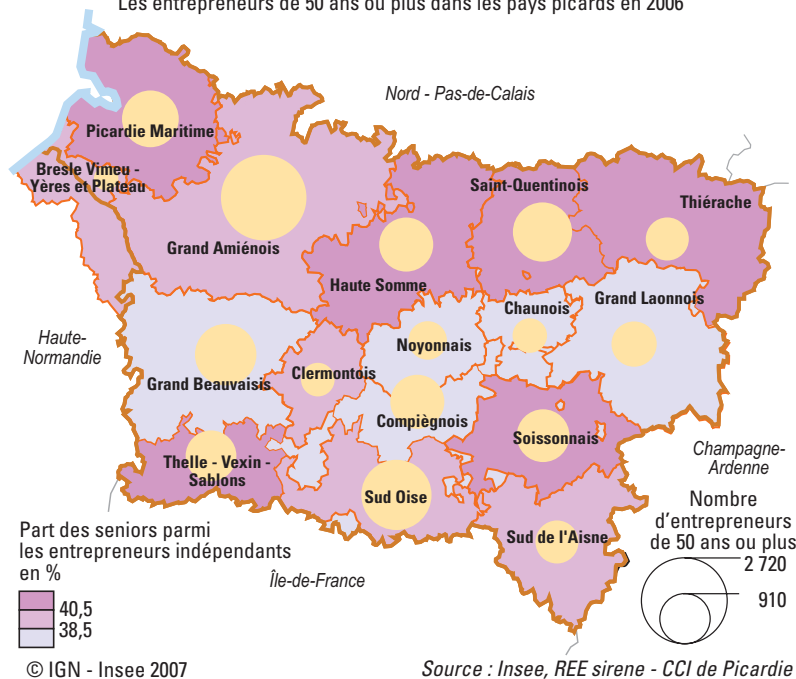 Les entrepreneurs de 50 ans ou plus dans les pays picards en 2006
Nord - Pas-de-Calais
Picardie Maritime
Bresle Vimeu -
Yères et Plateau
Saint-Quentinois
Thiérache
Grand Amiénois
Haute Somme
Grand Laonnois
Chaunois
Haute-
Normandie
Noyonnais
Clermontois
Grand Beauvaisis
Compiègnois
Soissonnais
Thelle - Vexin -
Sablons
Champagne-
Ardenne
Sud Oise
Sud de l'Aisne
Île-de-France
Nombre
d'entrepreneurs
de 50 ans ou plus
2 720
910
Part des seniors parmi
les entrepreneurs indépendants
en %
40,5
38,5
© IGN - Insee 2007
Source : Insee, REE sirene - CCI de Picardie